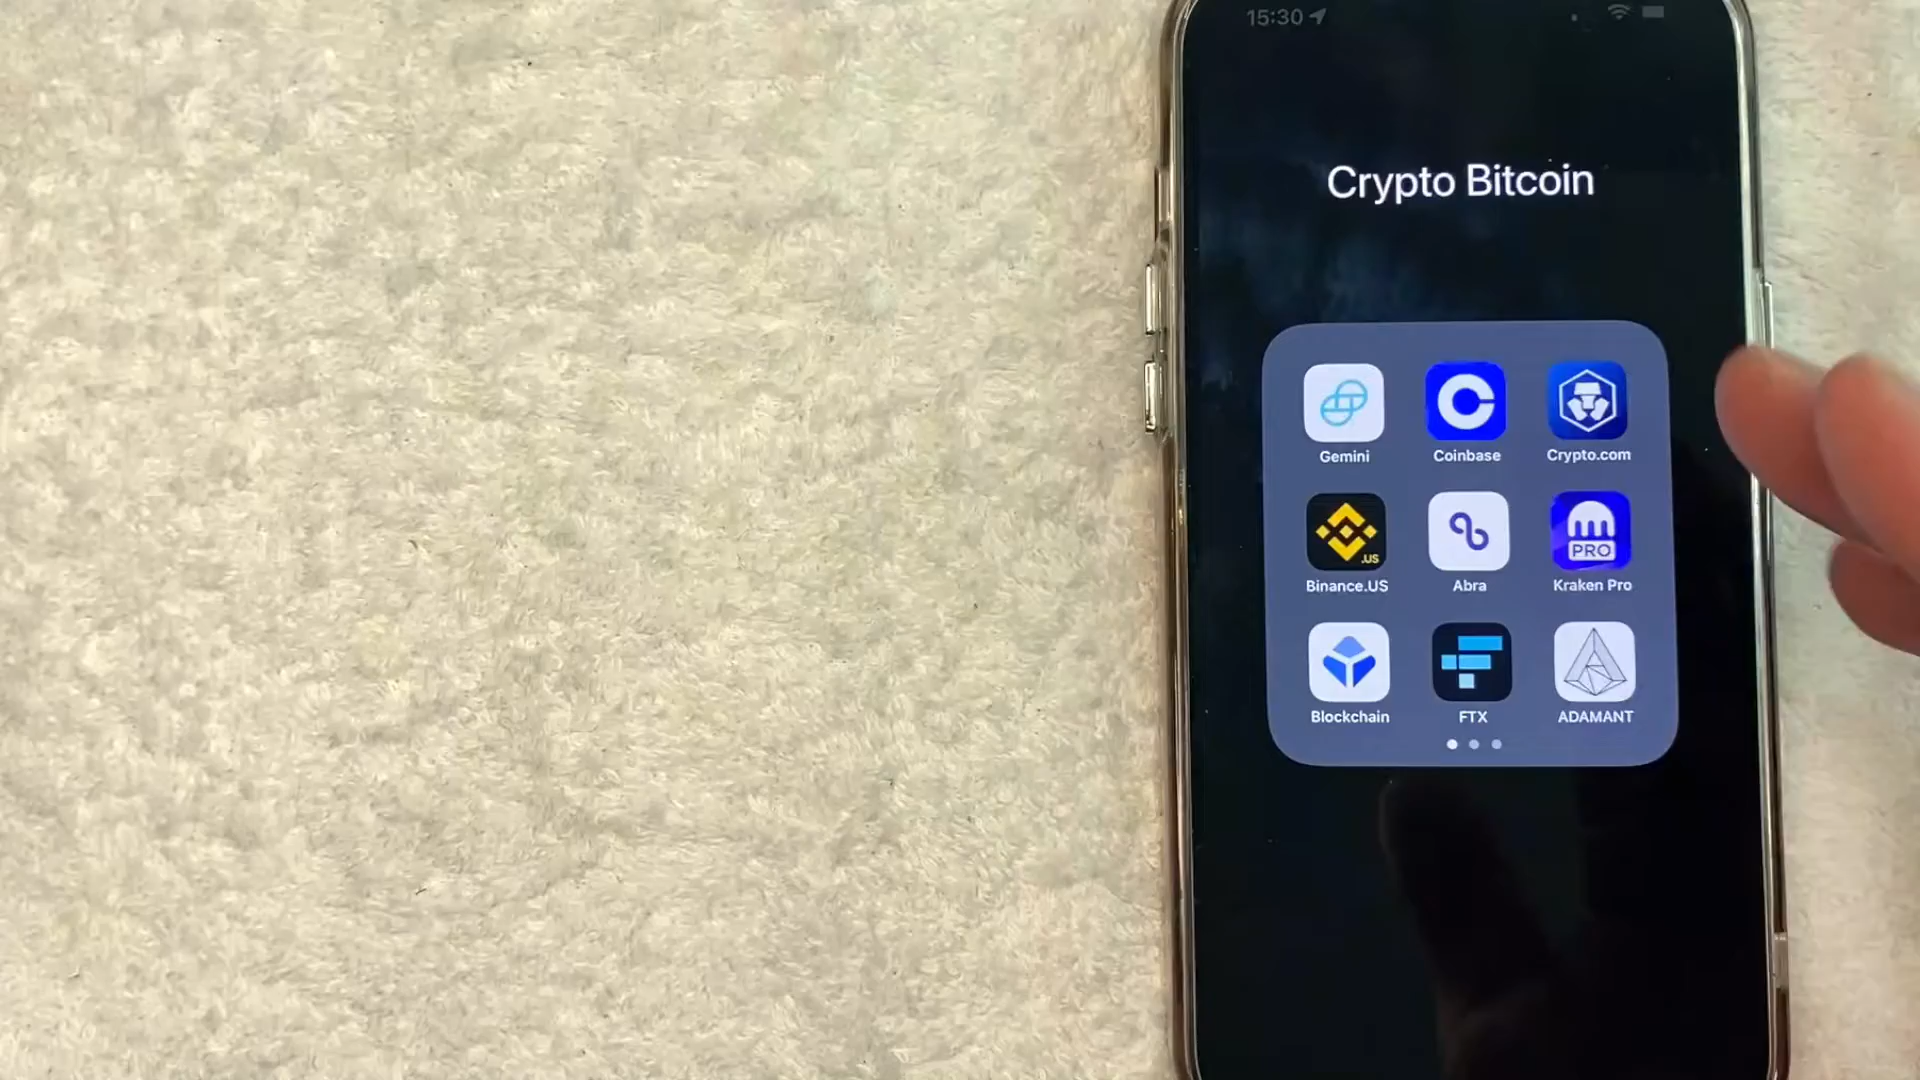 15:30
Crypto Bitcoin
Gemini Coinbase Crypto.com
.US PRO
Binance.US Abra Kraken Pro
Blockchain FTX ADAMANT